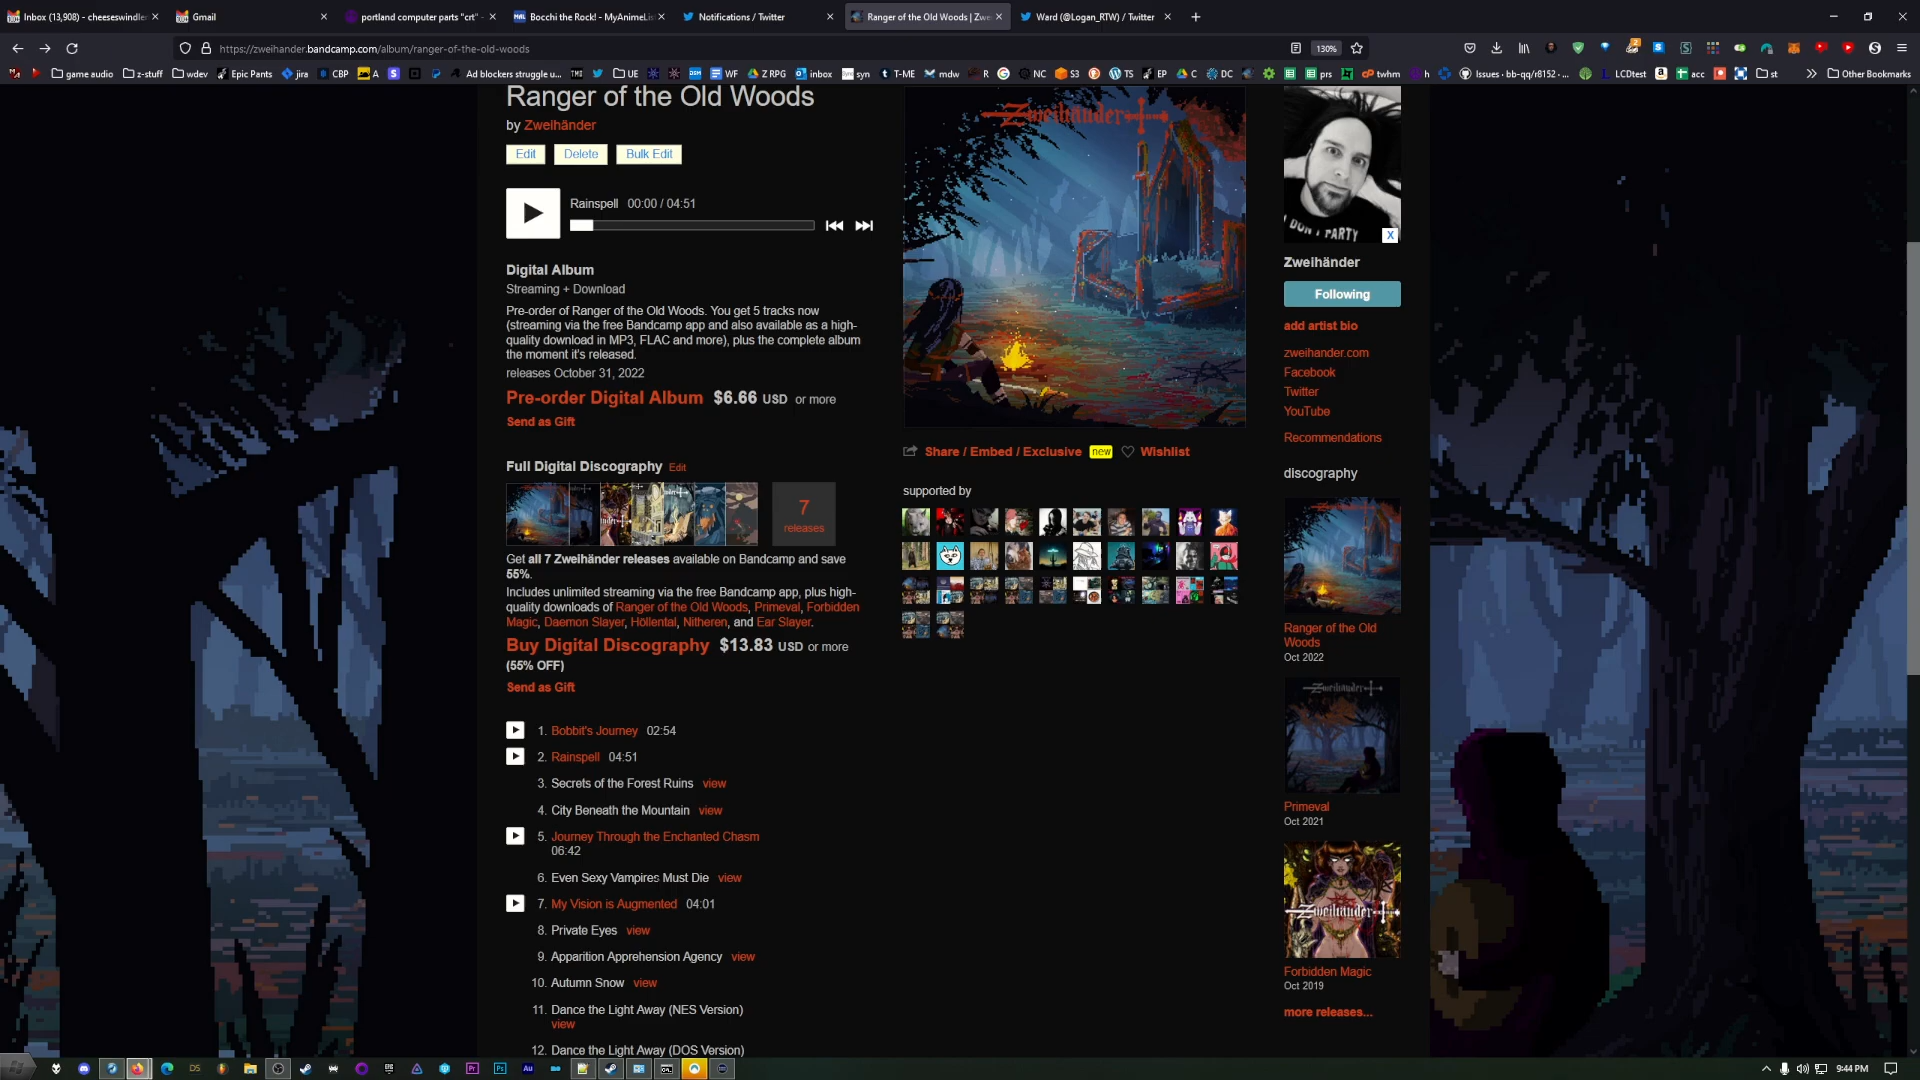 Inbox (13,908) - cheeseswindler
Gmail
portland computer parts "crt" -
Bocchi the Rock! - MyAnimeLis
Notifications / Twitter
Ranger of the Old Woods | Zwei
Ward (@Logan_RTW) / Twitter
https://zweihander.bandcamp.com/album/ranger-of-the-old-woods
130%
game audio
z-stuff
wdev
Epic Pants
jira
CBP
A
Ad blockers struggle u...
UE
WF
Z RPG
inbox
syn
T-ME
mdw
R
NC
S3
TS
EP
C
DC
prs
twhm
h
Issues · bb-qq/r8152 · ...
LCDtest
acc
st
Other Bookmarks
Ranger of the Old Woods
by Zweihänder
Edit Delete Bulk Edit
Rainspell 00:00 / 04:51
Digital Album
Streaming + Download
Pre-order of Ranger of the Old Woods. You get 5 tracks now
(streaming via the free Bandcamp app and also available as a high-
quality download in MP3, FLAC and more), plus the complete album
the moment it's released.
releases October 31, 2022
Pre-order Digital Album $6.66 USD or more
Send as Gift
Full Digital Discography Edit
7
releases
Get all 7 Zweihänder releases available on Bandcamp and save
55%.
Includes unlimited streaming via the free Bandcamp app, plus high-
quality downloads of Ranger of the Old Woods, Primeval, Forbidden
Magic, Daemon Slayer, Höllental, Nitheren, and Ear Slayer.
Buy Digital Discography $13.83 USD or more
(55% OFF)
Send as Gift
1. Bobbit's Journey 02:54
2. Rainspell 04:51
3. Secrets of the Forest Ruins view
4. City Beneath the Mountain view
5. Journey Through the Enchanted Chasm
06:42
6. Even Sexy Vampires Must Die view
7. My Vision is Augmented 04:01
8. Private Eyes view
9. Apparition Apprehension Agency view
10. Autumn Snow view
11. Dance the Light Away (NES Version)
view
12. Dance the Light Away (DOS Version)
Zweihänder
Share / Embed / Exclusive new Wishlist
supported by
DON'T PARTY
X
Zweihänder
Following
add artist bio
zweihander.com
Facebook
Twitter
YouTube
Recommendations
discography
Ranger of the Old
Woods
Oct 2022
Zweihänder
Primeval
Oct 2021
Zweihänder
Forbidden Magic
Oct 2019
more releases...
9:44 PM